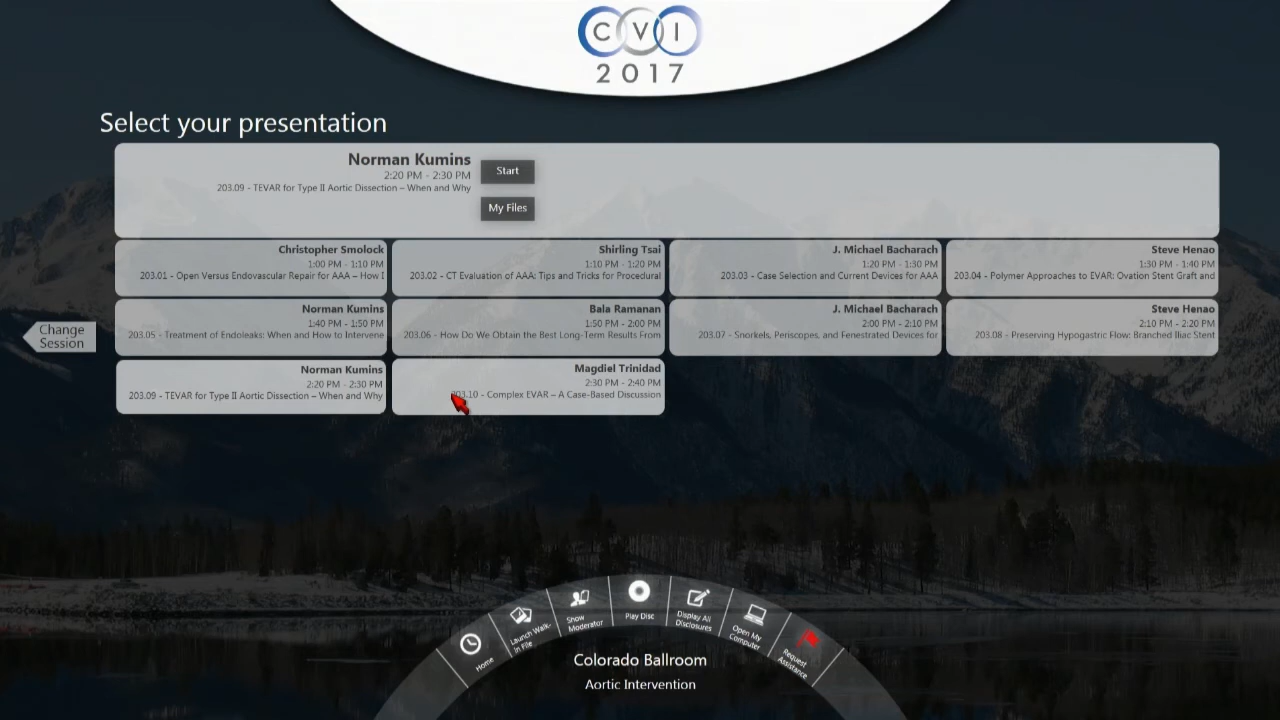 C V I
2017
Select your presentation
Norman Kumins
2:20 PM - 2:30 PM
203.09 - TEVAR for Type II Aortic Dissection – When and Why
Start
My Files
Christopher Smolock
1:00 PM - 1:10 PM
203.01 - Open Versus Endovascular Repair for AAA – How I
Shirling Tsai
1:10 PM - 1:20 PM
203.02 - CT Evaluation of AAA: Tips and Tricks for Procedural
J. Michael Bacharach
1:20 PM - 1:30 PM
203.03 - Case Selection and Current Devices for AAA
Steve Henao
1:30 PM - 1:40 PM
203.04 - Polymer Approaches to EVAR: Ovation Stent Graft and
Norman Kumins
1:40 PM - 1:50 PM
203.05 - Treatment of Endoleaks: When and How to Intervene
Bala Ramanan
1:50 PM - 2:00 PM
203.06 - How Do We Obtain the Best Long-Term Results From
J. Michael Bacharach
2:00 PM - 2:10 PM
203.07 - Snorkels, Periscopes, and Fenestrated Devices for
Steve Henao
2:10 PM - 2:20 PM
203.08 - Preserving Hypogastric Flow: Branched Iliac Stent
Change
Session
Norman Kumins
2:20 PM - 2:30 PM
203.09 - TEVAR for Type II Aortic Dissection – When and Why
Magdiel Trinidad
2:30 PM - 2:40 PM
203.10 - Complex EVAR – A Case-Based Discussion
Home
Launch Walk-
In File
Show
Moderator
Play Disc
Display All
Disclosures
Open My
Computer
Request
Assistance
Colorado Ballroom
Aortic Intervention